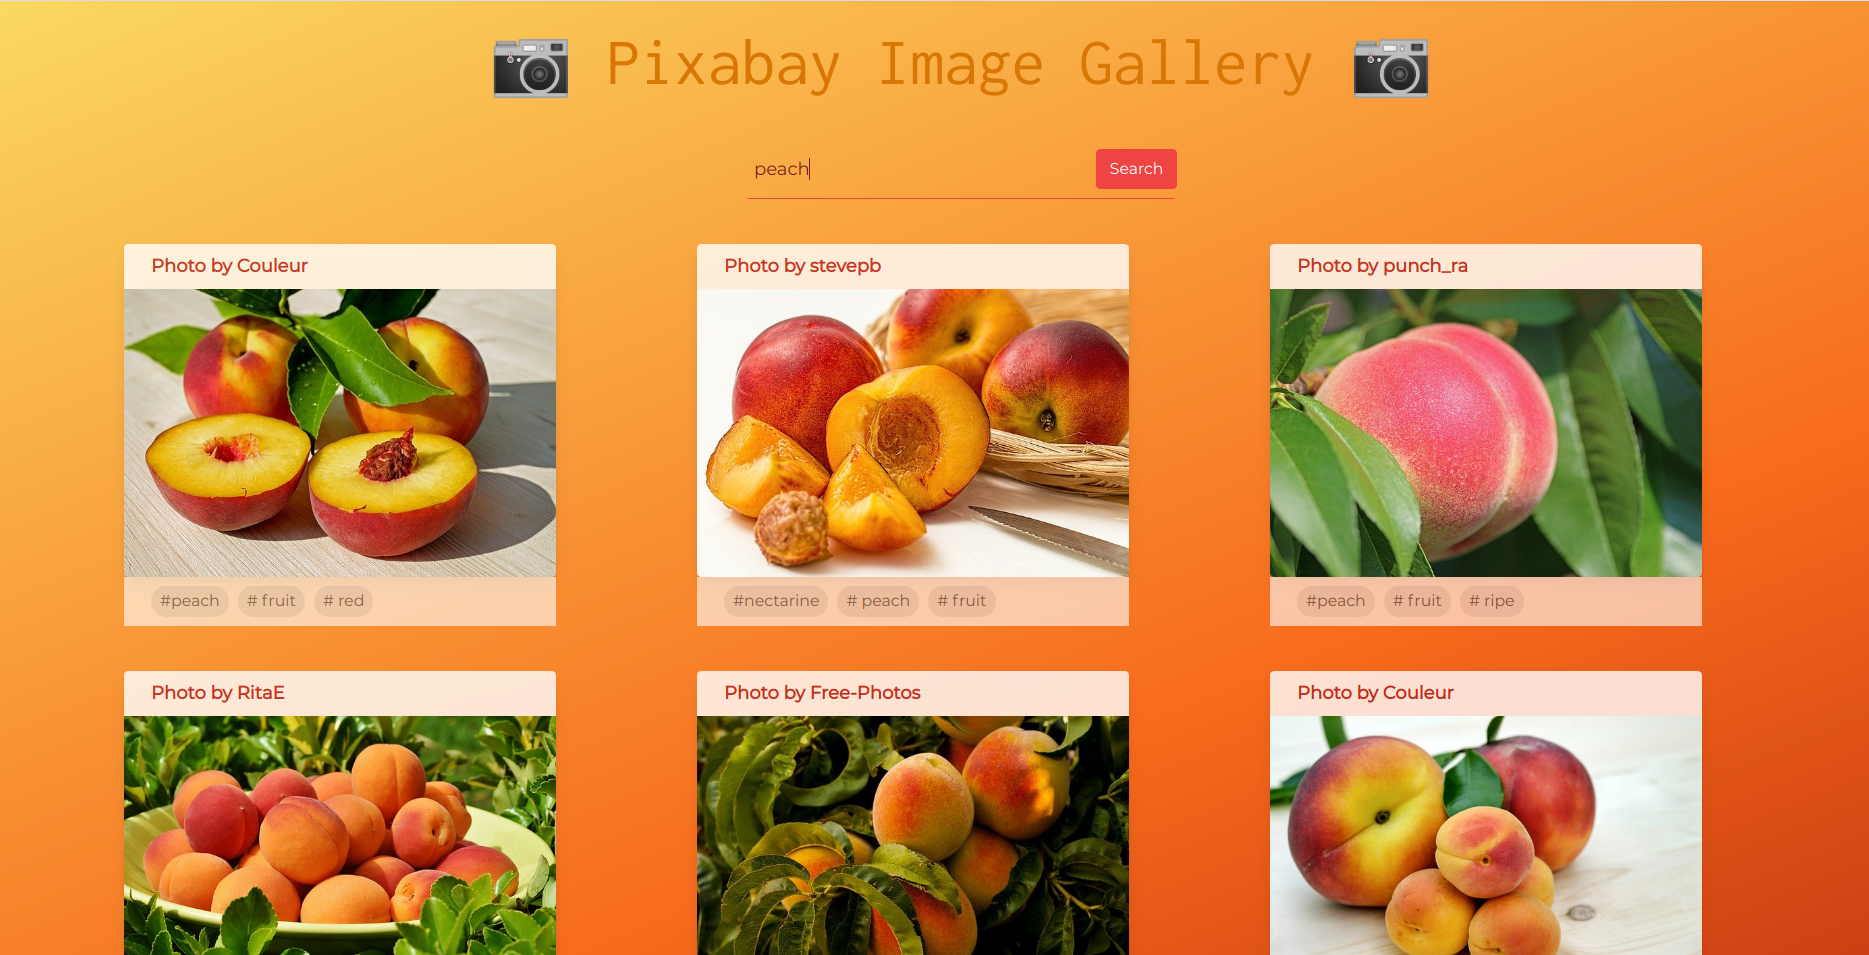 Pixabay Image Gallery
peach
Search
Photo by Couleur
Photo by stevepb
Photo by punch_ra
#peach # fruit # red
#nectarine # peach # fruit
#peach # fruit # ripe
Photo by RitaE
Photo by Free-Photos
Photo by Couleur